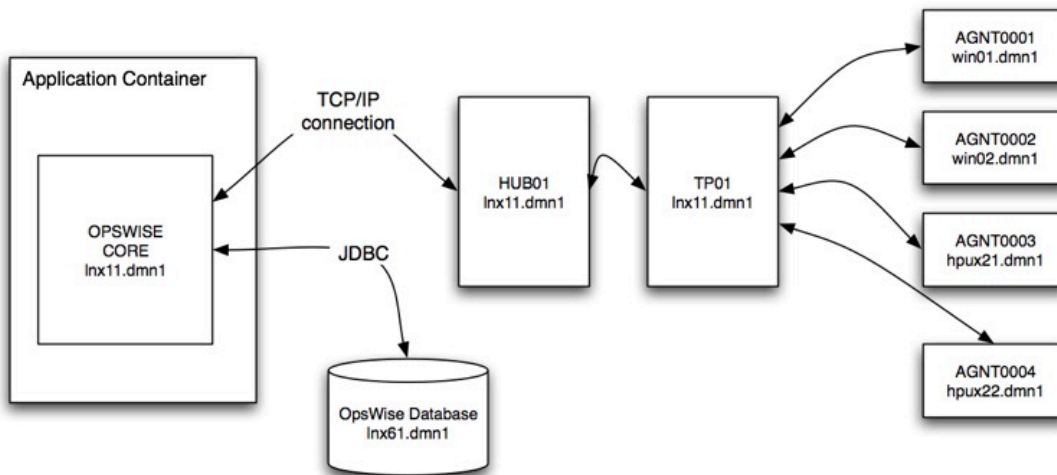 Application Container
OPSWISE
CORE
lnx11.dmn1
TCP/IP
connection
JDBC
OpsWise Database
lnx61.dmn1
HUB01
lnx11.dmn1
TP01
lnx11.dmn1
AGNT0001
win01.dmn1
AGNT0002
win02.dmn1
AGNT0003
hpux21.dmn1
AGNT0004
hpux22.dmn1